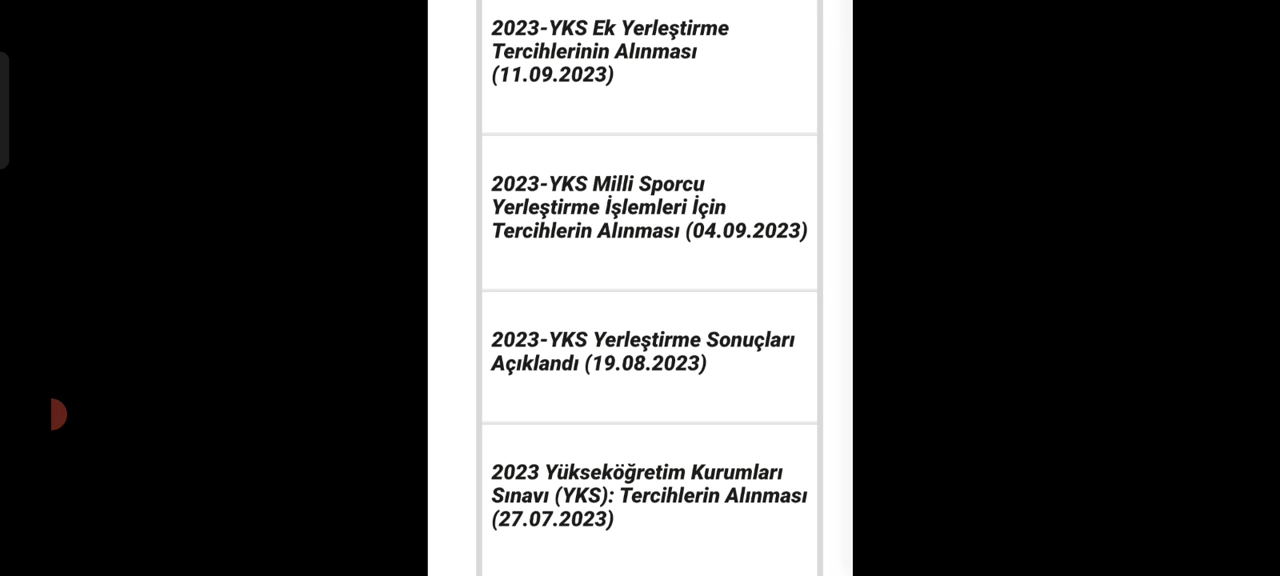 2023-YKS Ek Yerleştirme
Tercihlerinin Alınması
(11.09.2023)
2023-YKS Milli Sporcu
Yerleştirme İşlemleri İçin
Tercihlerin Alınması (04.09.2023)
2023-YKS Yerleştirme Sonuçları
Açıklandı (19.08.2023)
2023 Yükseköğretim Kurumları
Sınavı (YKS): Tercihlerin Alınması
(27.07.2023)